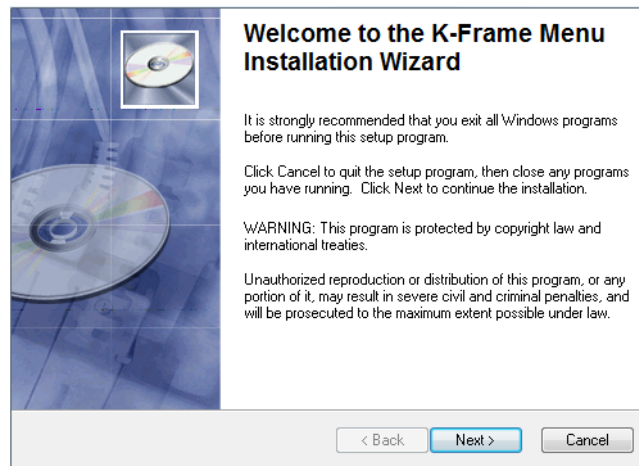 Welcome to the K-Frame Menu
Installation Wizard
It is strongly recommended that you exit all Windows programs
before running this setup program.
Click Cancel to quit the setup program, then close any programs
you have running.  Click Next to continue the installation.
WARNING: This program is protected by copyright law and
international treaties.
Unauthorized reproduction or distribution of this program, or any
portion of it, may result in severe civil and criminal penalties, and
will be prosecuted to the maximum extent possible under law.
< Back Next > Cancel